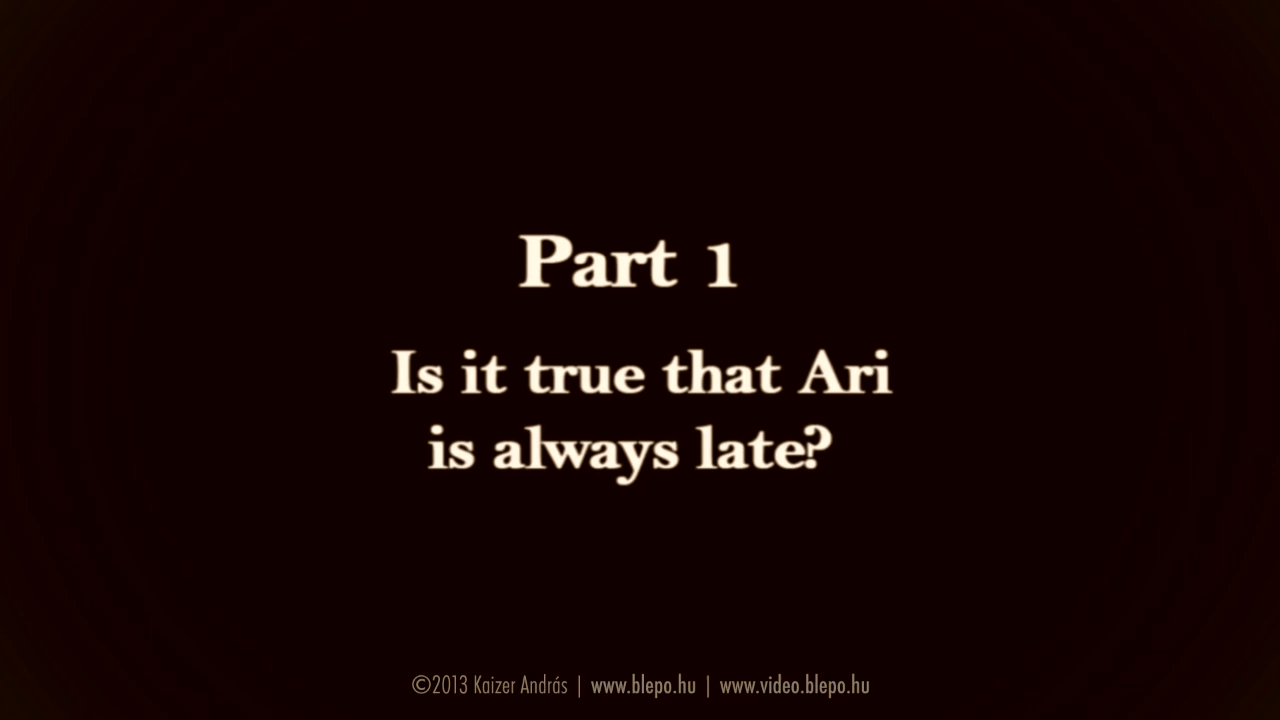 Part 1
Is it true that Ari
is always late?
©2013 Kaizer András | www.blepo.hu | www.video.blepo.hu